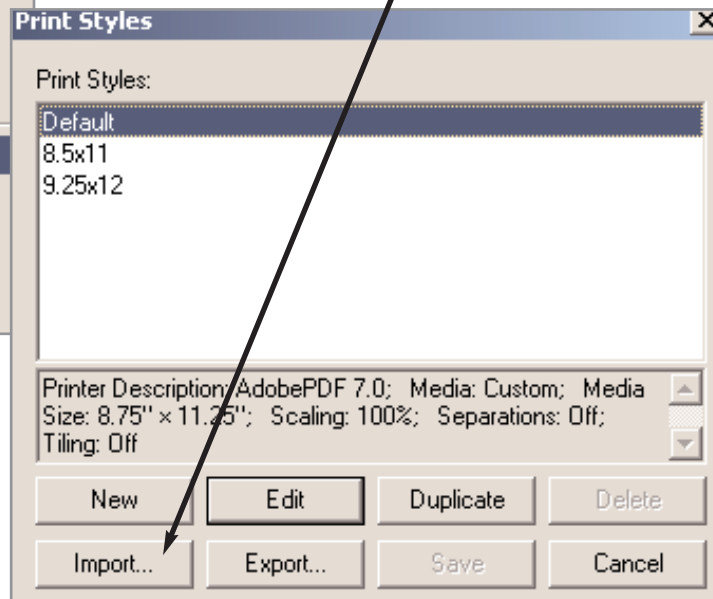 Print Styles
Print Styles:
Default
8.5x11
9.25x12
Printer Description: AdobePDF 7.0; Media: Custom; Media
Size: 8.75" × 11.25"; Scaling: 100%; Separations: Off;
Tiling: Off
New Edit Duplicate Delete
Import... Export... Save Cancel